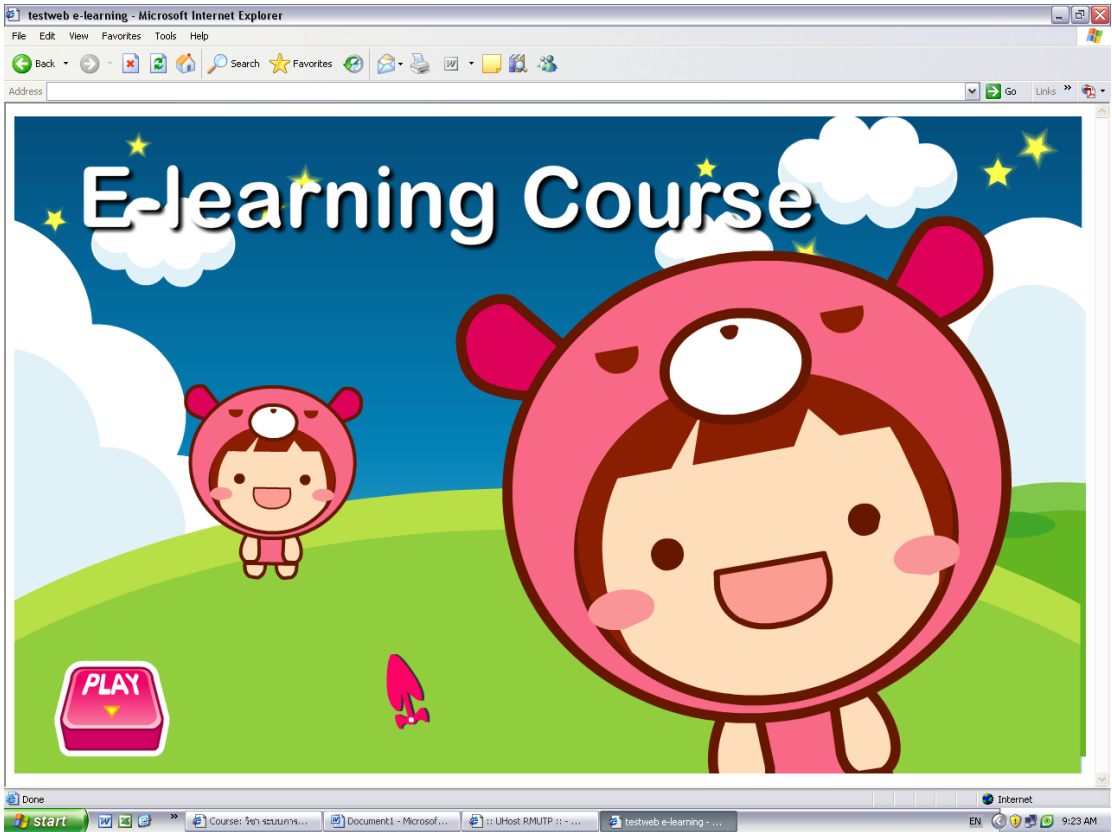 testweb e-learning - Microsoft Internet Explorer
File Edit View Favorites Tools Help
Back Search Favorites
Address Go Links
E-learning Course
PLAY
Done Internet
start Course: วิชา ระบบการ... Document1 - Microsof... :: UHost RMUTP :: - ... testweb e-learning - ... EN 9:23 AM